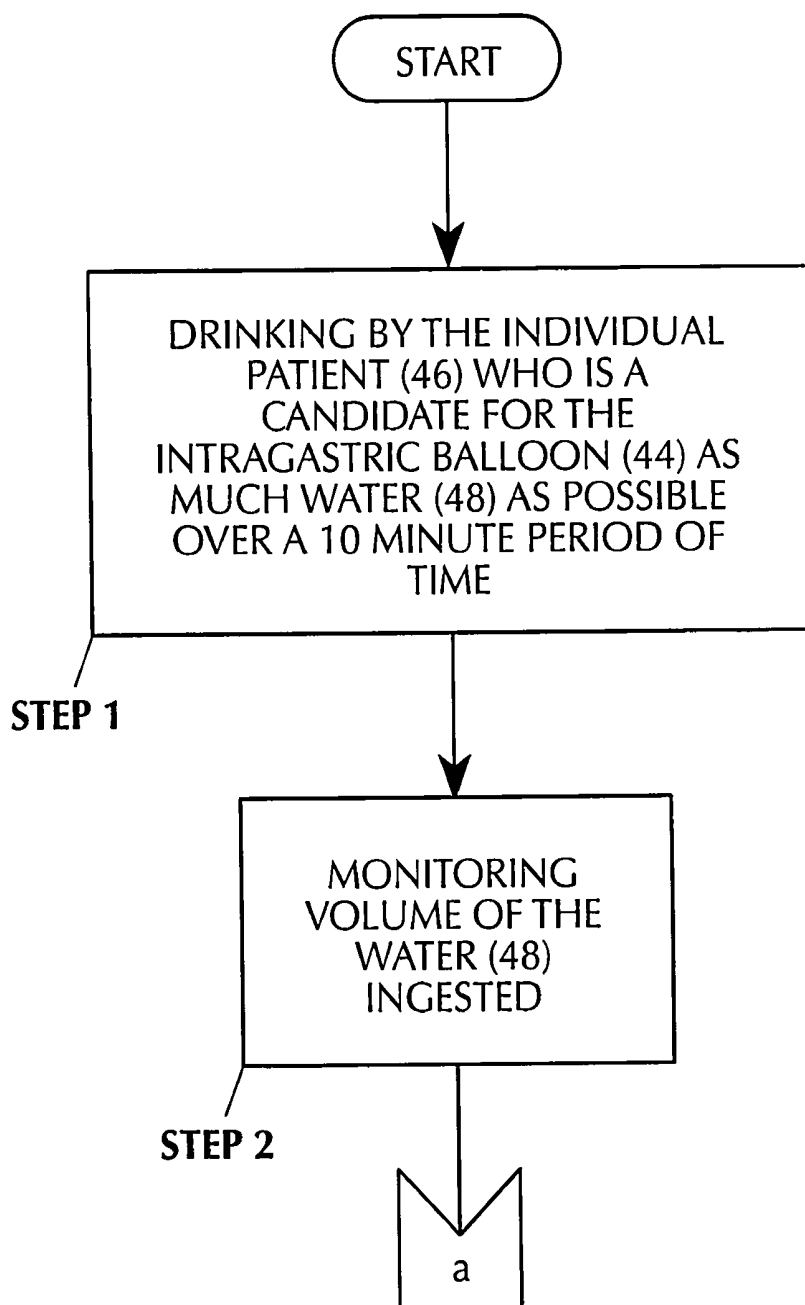 START
DRINKING BY THE INDIVIDUAL
PATIENT (46) WHO IS A
CANDIDATE FOR THE
INTRAGASTRIC BALLOON (44) AS
MUCH WATER (48) AS POSSIBLE
OVER A 10 MINUTE PERIOD OF
TIME
STEP 1
MONITORING
VOLUME OF THE
WATER (48)
INGESTED
STEP 2
a